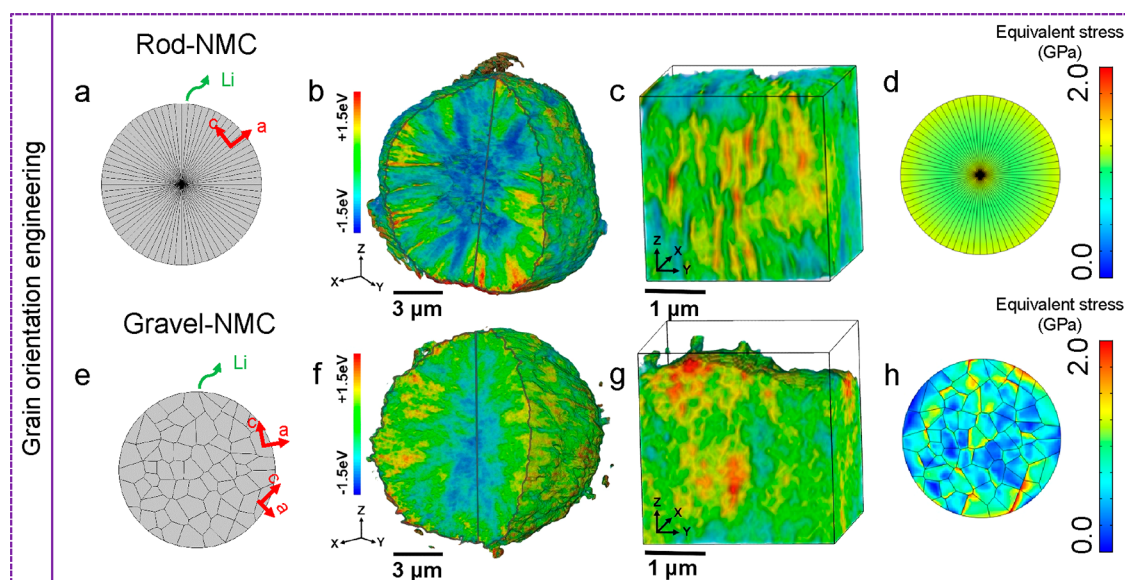 Grain orientation engineering
Rod-NMC
a
Li
c
a
b
+1.5eV
-1.5eV
Z
X
Y
3 µm
c
Z
X
Y
1 µm
d
Equivalent stress
(GPa)
2.0
0.0
Gravel-NMC
e
Li
c
a
c
a
f
+1.5eV
-1.5eV
Z
X
Y
3 µm
g
Z
X
Y
1 µm
h
Equivalent stress
(GPa)
2.0
0.0